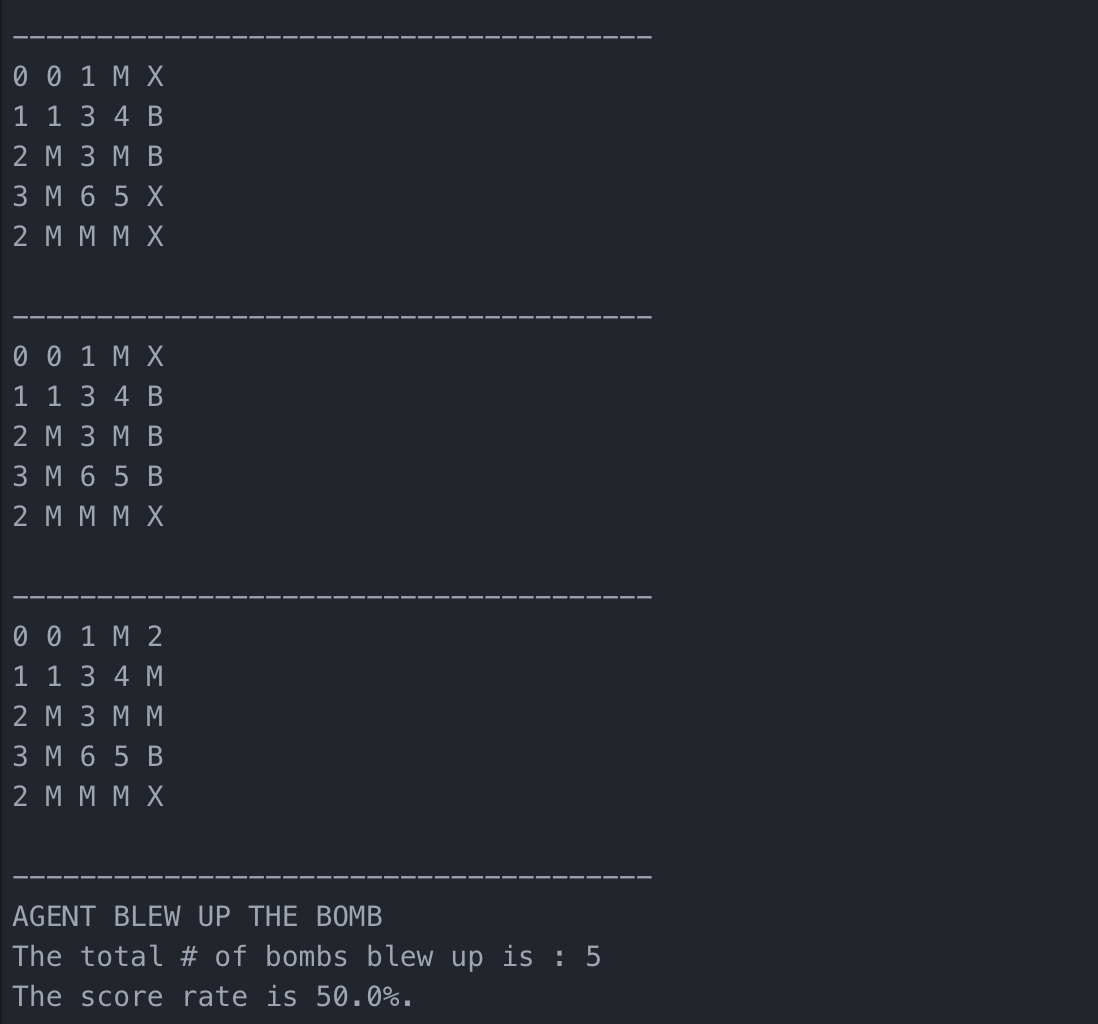 --------------------------------------
0 0 1 M X
1 1 3 4 B
2 M 3 M B
3 M 6 5 X
2 M M M X
--------------------------------------
0 0 1 M X
1 1 3 4 B
2 M 3 M B
3 M 6 5 B
2 M M M X
--------------------------------------
0 0 1 M 2
1 1 3 4 M
2 M 3 M M
3 M 6 5 B
2 M M M X
--------------------------------------
AGENT BLEW UP THE BOMB
The total # of bombs blew up is : 5
The score rate is 50.0%.